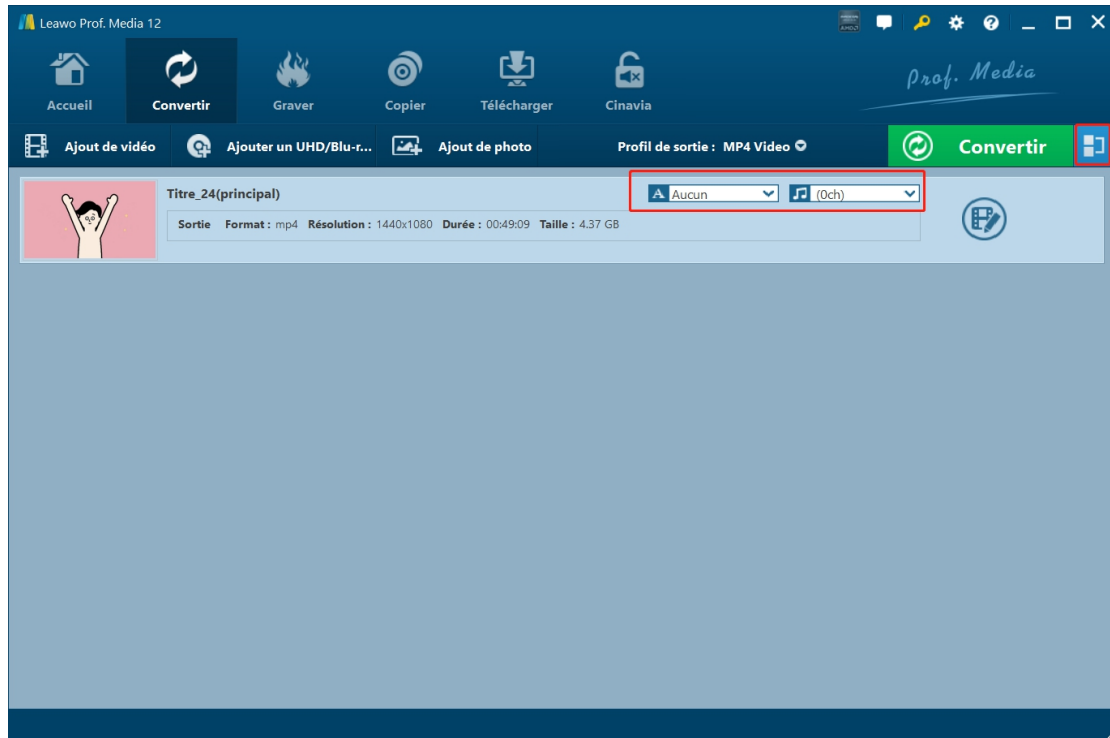 Leawo Prof. Media 12
Accueil Convertir Graver Copier Télécharger Cinavia Prof. Media
Ajout de vidéo Ajouter un UHD/Blu-r... Ajout de photo Profil de sortie : MP4 Video Convertir
Titre_24(principal) A Aucun (0ch)
Sortie Format : mp4 Résolution : 1440x1080 Durée : 00:49:09 Taille : 4.37 GB